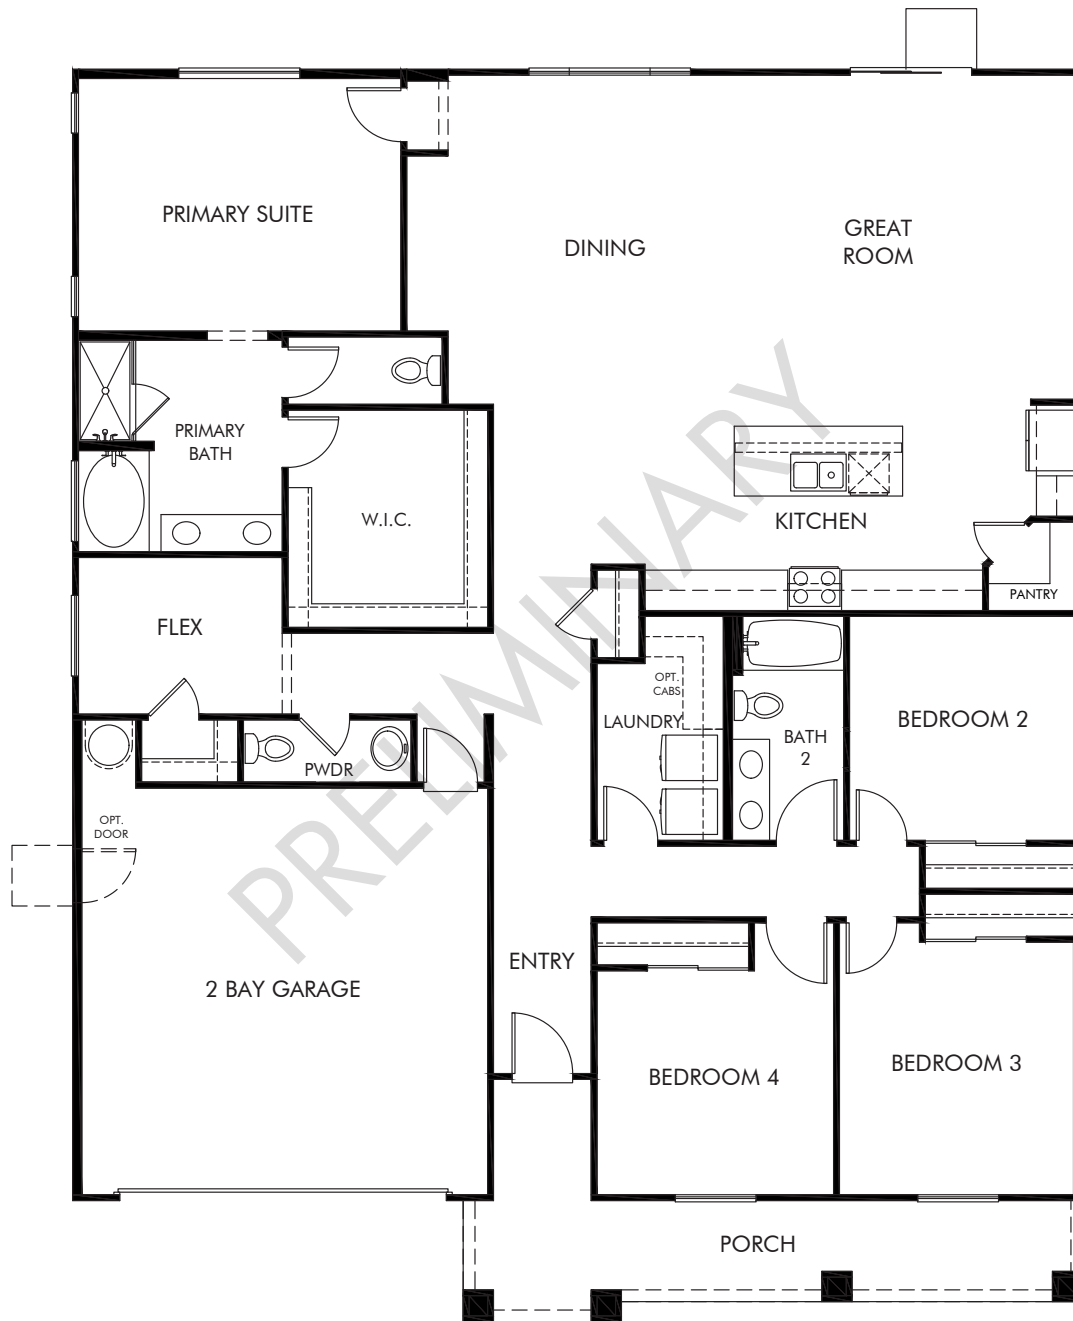 PRIMARY SUITE
DINING
GREAT
ROOM
PRIMARY
BATH
W.I.C.
KITCHEN
PANTRY
FLEX
OPT.
CABS
LAUNDRY
BATH
2
BEDROOM 2
PWDR
OPT.
DOOR
2 BAY GARAGE
ENTRY
BEDROOM 4
BEDROOM 3
PORCH
PRELIMINARY